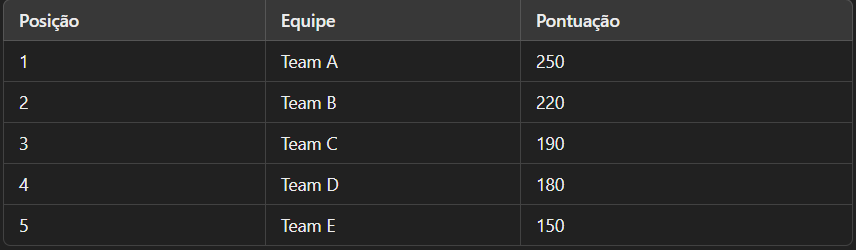 Posição Equipe Pontuação
1 Team A 250
2 Team B 220
3 Team C 190
4 Team D 180
5 Team E 150